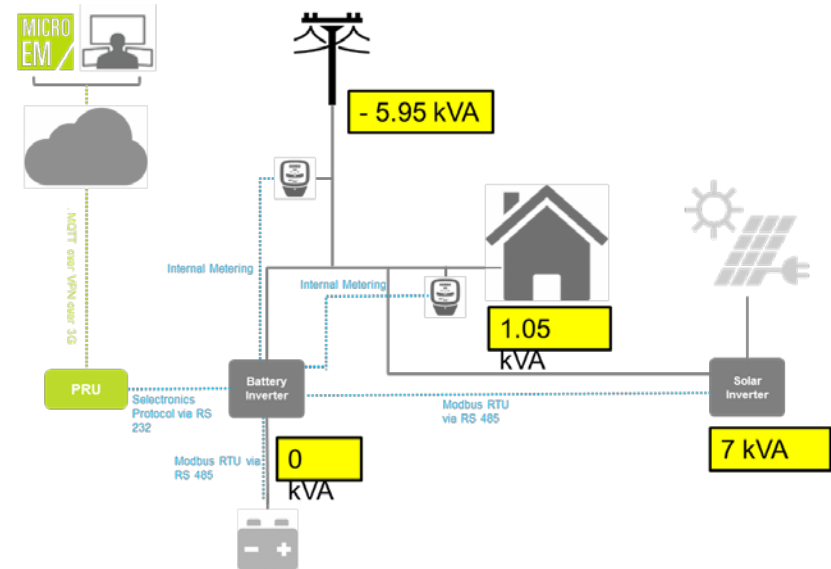 MICRO
EM
- 5.95 kVA
.MQTT over VPN over 3G
Internal Metering
Internal Metering
1.05
kVA
PRU
Selectronics
Protocol via RS
232
Battery
Inverter
Modbus RTU
via RS 485
Solar
Inverter
7 kVA
Modbus RTU via
RS 485
0
kVA